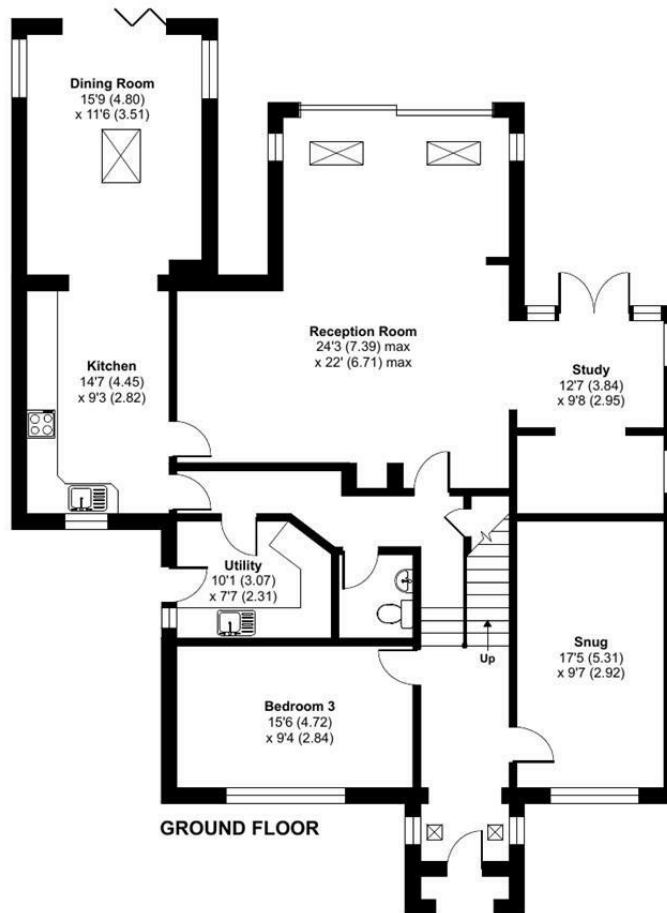 Dining Room
15'9 (4.80)
x 11'6 (3.51)
Reception Room
24'3 (7.39) max
x 22' (6.71) max
Kitchen
14'7 (4.45)
x 9'3 (2.82)
Study
12'7 (3.84)
x 9'8 (2.95)
Utility
10'1 (3.07)
x 7'7 (2.31)
Up
Snug
17'5 (5.31)
x 9'7 (2.92)
Bedroom 3
15'6 (4.72)
x 9'4 (2.84)
GROUND FLOOR